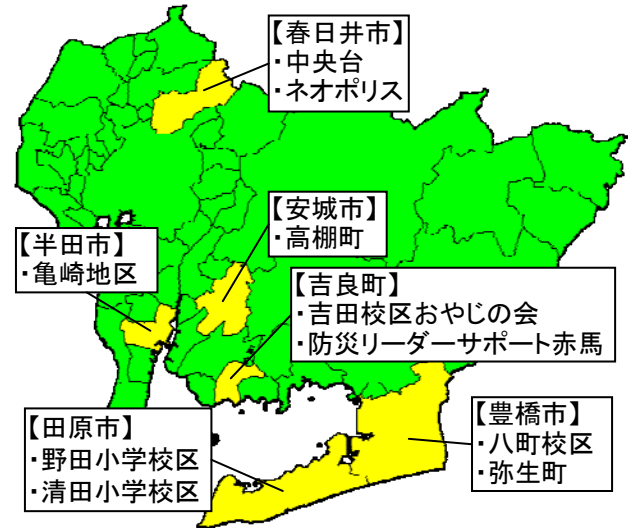 【春日井市】
・中央台
・ネオポリス
【安城市】
・高棚町
【半田市】
・亀崎地区
【吉良町】
・吉田校区おやじの会
・防災リーダーサポート赤馬
【田原市】
・野田小学校区
・清田小学校区
【豊橋市】
・八町校区
・弥生町